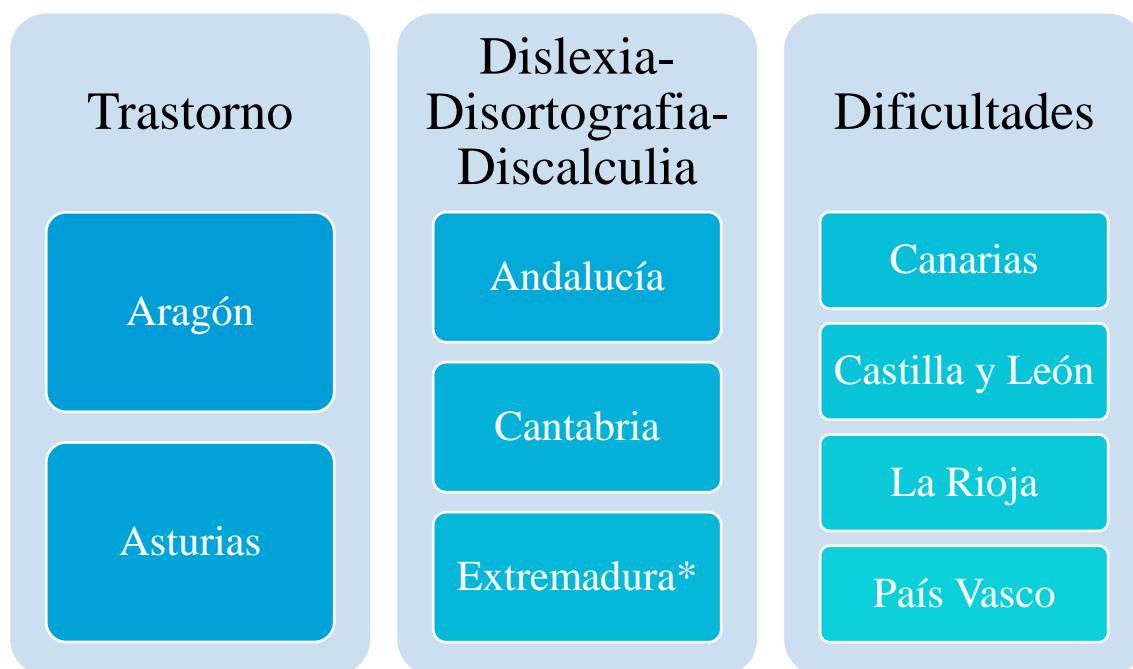 Trastorno
Aragón
Asturias
Dislexia-
Disortografia-
Discalculia
Andalucía
Cantabria
Extremadura*
Dificultades
Canarias
Castilla y León
La Rioja
País Vasco